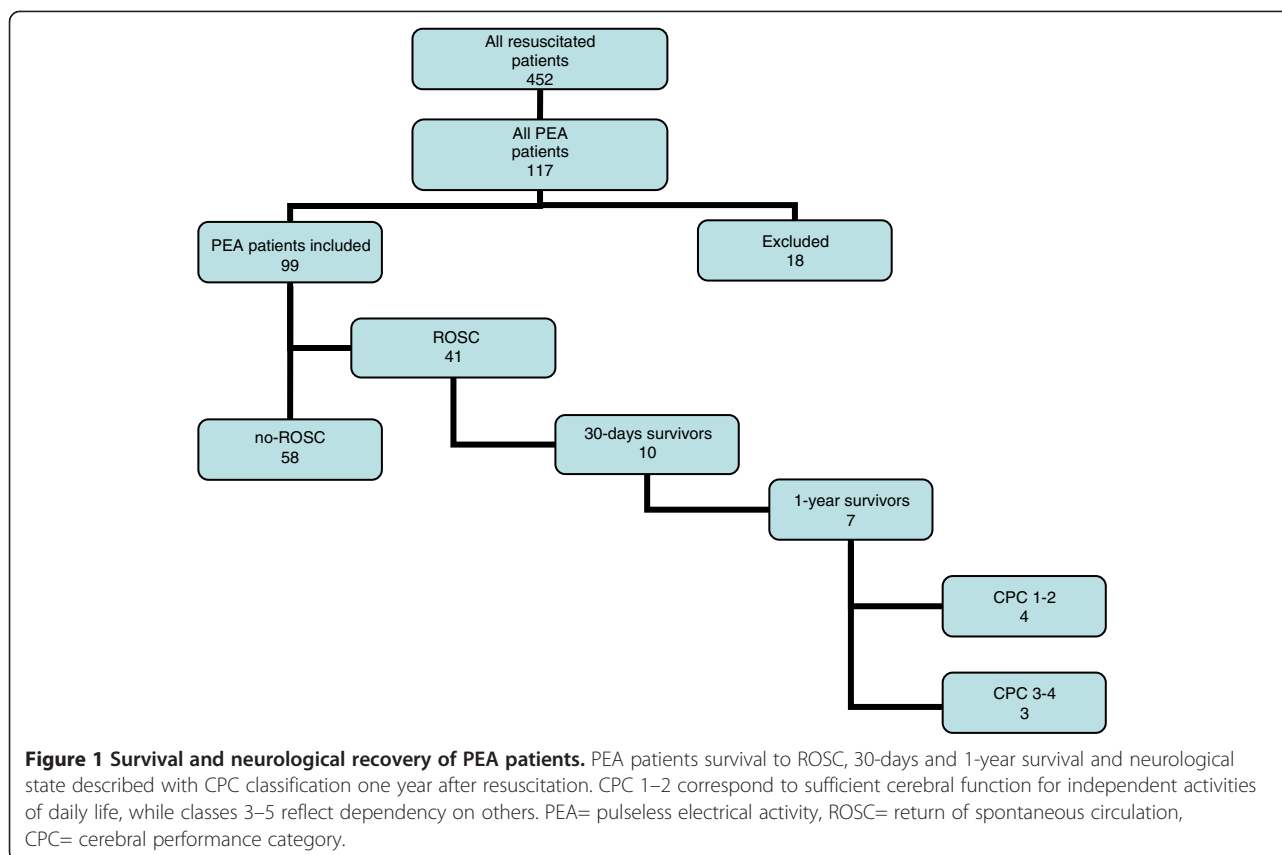 All resuscitated
patients
452
All PEA
patients
117
PEA patients included
99
Excluded
18
ROSC
41
no-ROSC
58
30-days survivors
10
1-year survivors
7
CPC 1-2
4
CPC 3-4
3
Figure 1 Survival and neurological recovery of PEA patients. PEA patients survival to ROSC, 30-days and 1-year survival and neurological
state described with CPC classification one year after resuscitation. CPC 1–2 correspond to sufficient cerebral function for independent activities
of daily life, while classes 3–5 reflect dependency on others. PEA= pulseless electrical activity, ROSC= return of spontaneous circulation,
CPC= cerebral performance category.